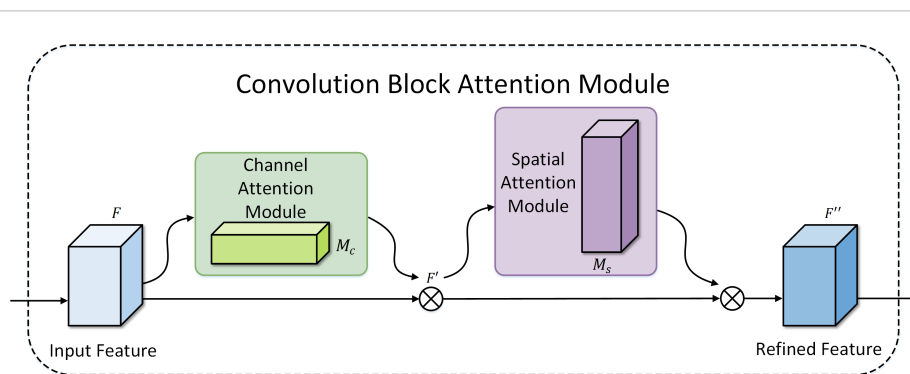 Convolution Block Attention Module
Channel
Attention
Module
M_c
Spatial
Attention
Module
M_s
F
F'
F''
Input Feature
Refined Feature